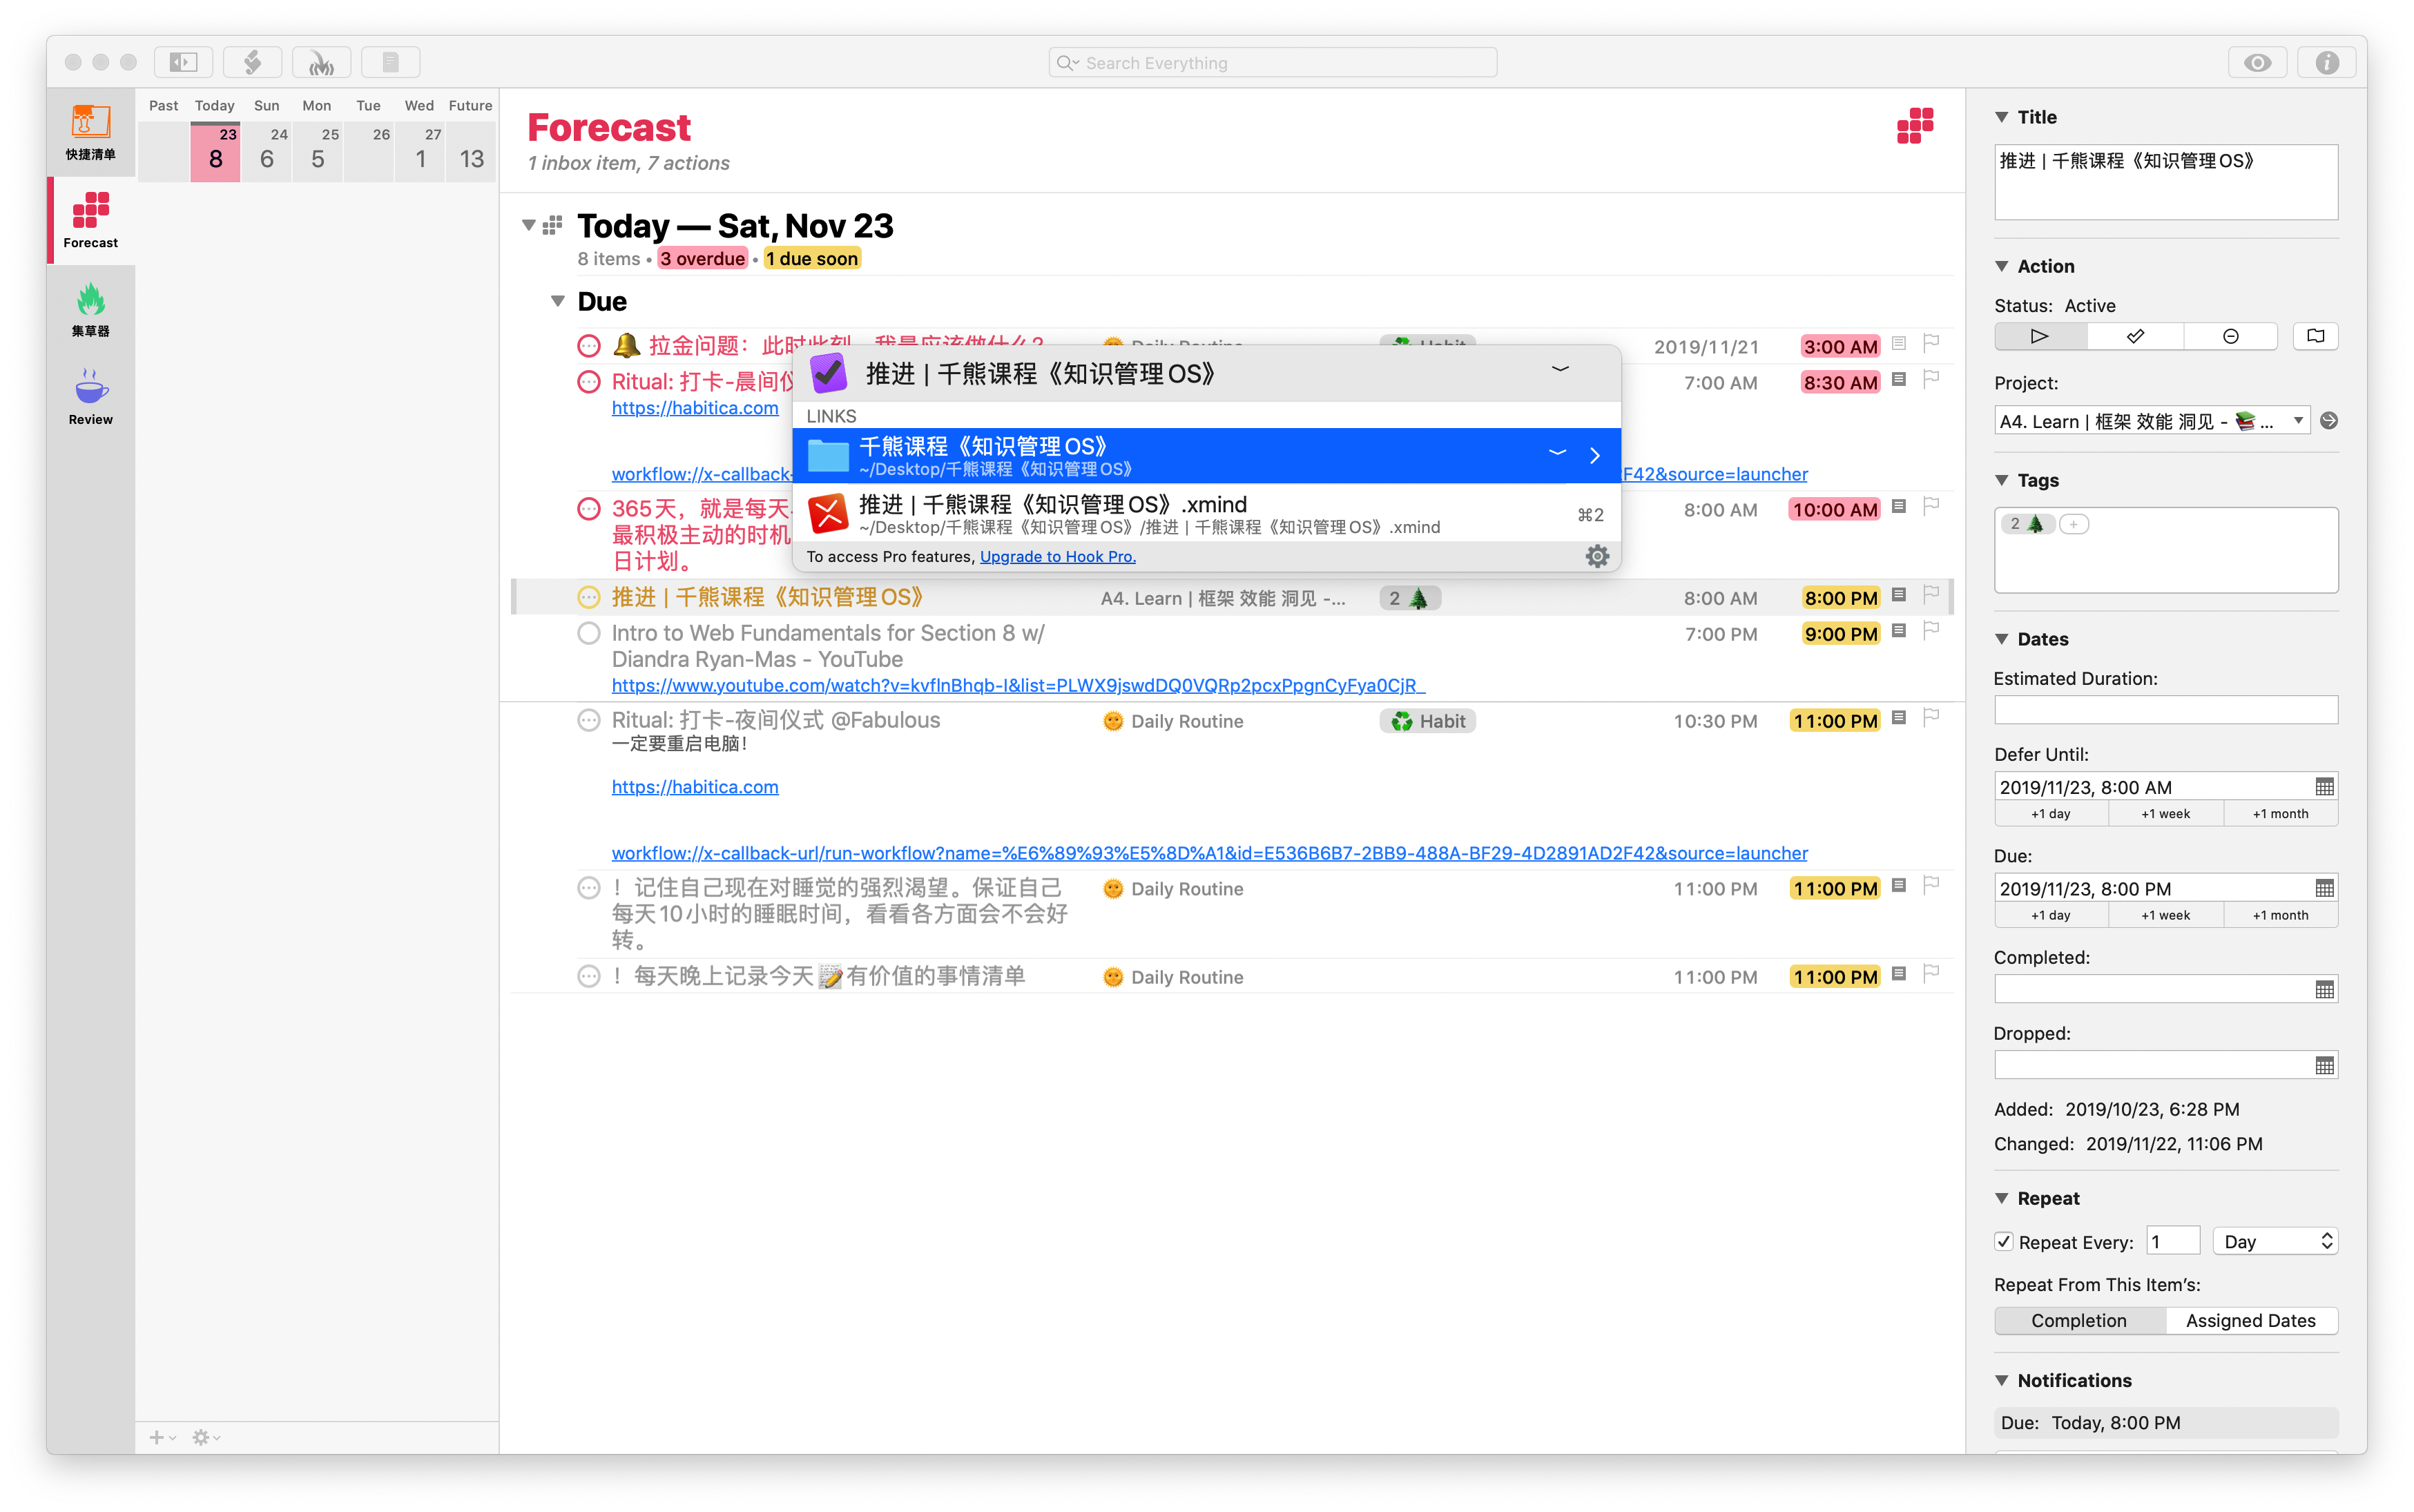 Search Everything
快捷清单
Forecast
集草器
Review
Past Today Sun Mon Tue Wed Future
23 24 25 26 27
8 6 5 1 13
Forecast
1 inbox item, 7 actions
Today — Sat, Nov 23
8 items • 3 overdue • 1 due soon
Due
拉金问题：此时此刻，我是应该做什么？ Daily Routine Habit 2019/11/21 3:00 AM
Ritual: 打卡-晨间仪 7:00 AM 8:30 AM
https://habitica.com
workflow://x-callback- F42&source=launcher
365天，就是每天 8:00 AM 10:00 AM
最积极主动的时机
日计划。
推进 | 千熊课程《知识管理OS》
LINKS
千熊课程《知识管理OS》
~/Desktop/千熊课程《知识管理OS》
推进 | 千熊课程《知识管理OS》.xmind
~/Desktop/千熊课程《知识管理OS》/推进 | 千熊课程《知识管理OS》.xmind
⌘2
To access Pro features, Upgrade to Hook Pro.
推进 | 千熊课程《知识管理OS》 A4. Learn | 框架 效能 洞见 -... 2 🌲 8:00 AM 8:00 PM
Intro to Web Fundamentals for Section 8 w/ 7:00 PM 9:00 PM
Diandra Ryan-Mas - YouTube
https://www.youtube.com/watch?v=kvfInBhqb-I&list=PLWX9jswdDQ0VQRp2pcxPpgnCyFya0CjR_
Ritual: 打卡-夜间仪式 @Fabulous Daily Routine Habit 10:30 PM 11:00 PM
一定要重启电脑！
https://habitica.com
workflow://x-callback-url/run-workflow?name=%E6%89%93%E5%8D%A1&id=E536B6B7-2BB9-488A-BF29-4D2891AD2F42&source=launcher
！记住自己现在对睡觉的强烈渴望。保证自己 Daily Routine 11:00 PM 11:00 PM
每天10小时的睡眠时间，看看各方面会不会好
转。
！每天晚上记录今天📝有价值的事情清单 Daily Routine 11:00 PM 11:00 PM
Title
推进 | 千熊课程《知识管理OS》
Action
Status: Active
Project:
A4. Learn | 框架 效能 洞见 - 📚 ...
Tags
2 🌲 +
Dates
Estimated Duration:
Defer Until:
2019/11/23, 8:00 AM
+1 day +1 week +1 month
Due:
2019/11/23, 8:00 PM
+1 day +1 week +1 month
Completed:
Dropped:
Added: 2019/10/23, 6:28 PM
Changed: 2019/11/22, 11:06 PM
Repeat
Repeat Every: 1 Day
Repeat From This Item's:
Completion Assigned Dates
Notifications
Due: Today, 8:00 PM